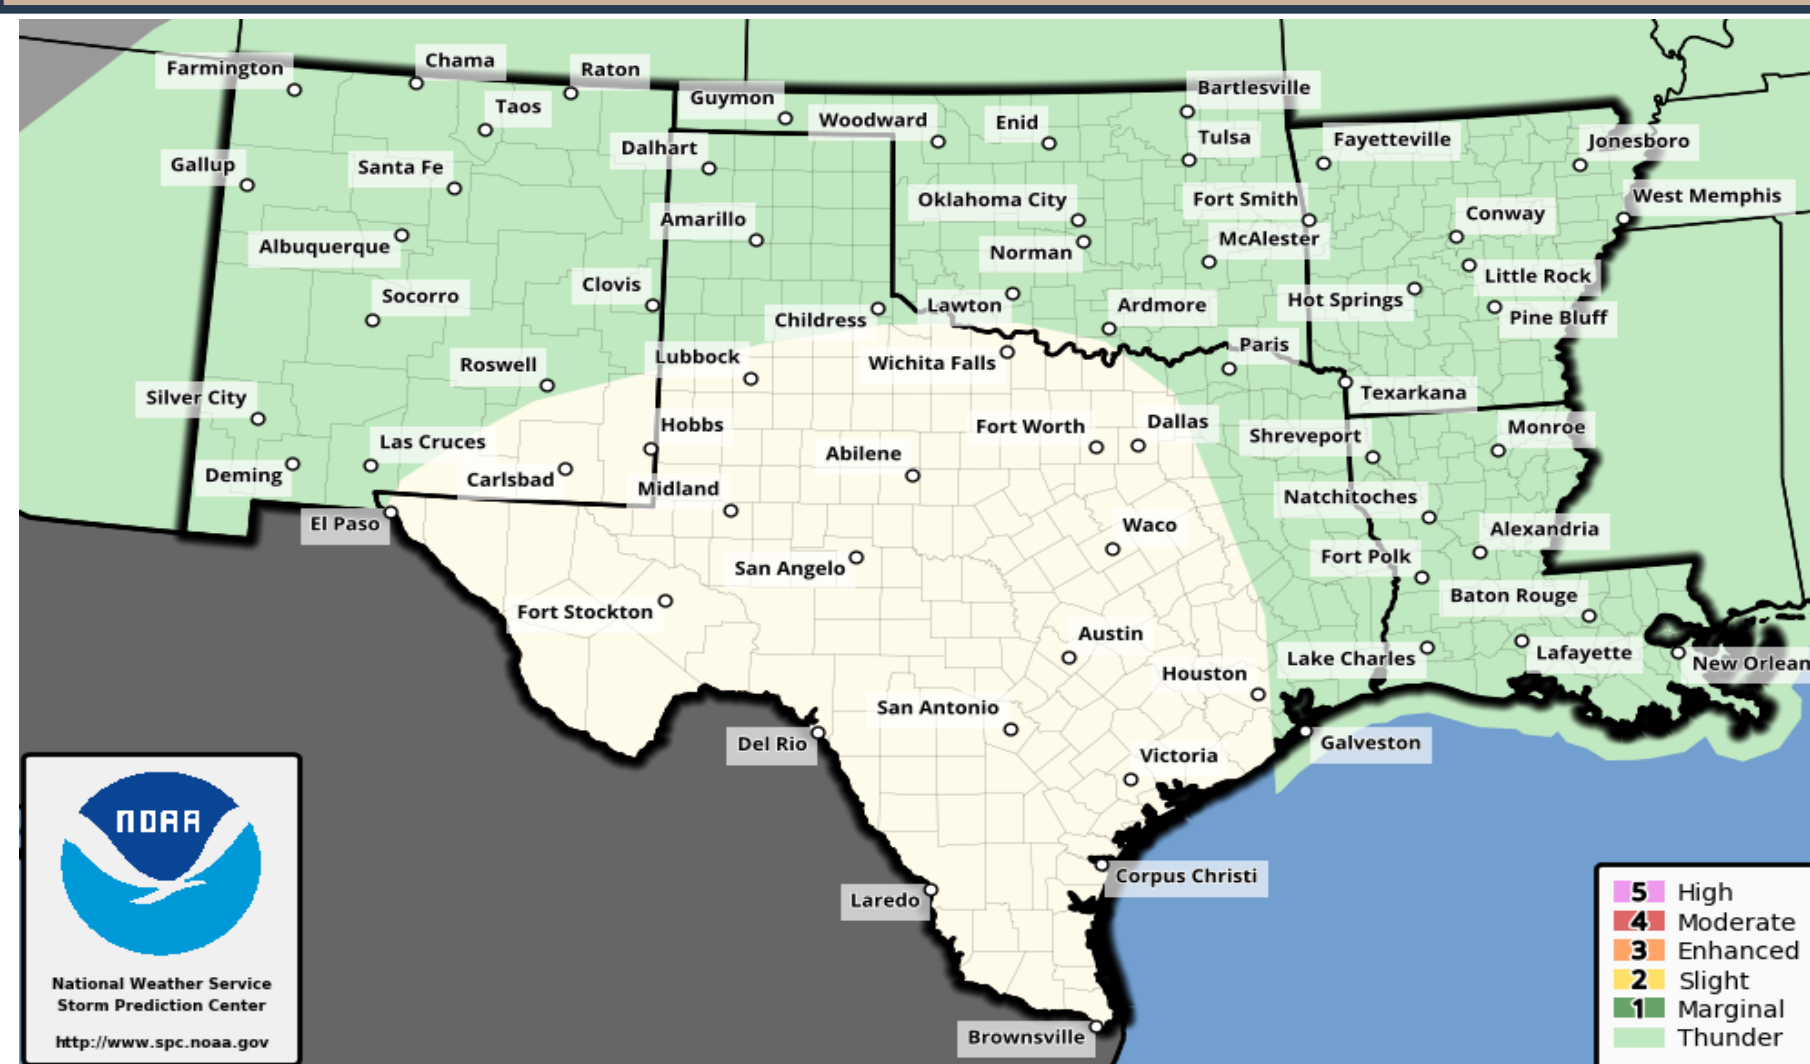 Farmington
Chama
Raton
Taos
Guymon
Woodward
Enid
Bartlesville
Tulsa
Fayetteville
Jonesboro
Gallup
Santa Fe
Dalhart
Oklahoma City
Fort Smith
West Memphis
Conway
Albuquerque
Amarillo
Norman
McAlester
Little Rock
Socorro
Clovis
Childress
Lawton
Ardmore
Hot Springs
Pine Bluff
Roswell
Lubbock
Wichita Falls
Paris
Silver City
Texarkana
Las Cruces
Hobbs
Fort Worth
Dallas
Shreveport
Monroe
Deming
Carlsbad
Midland
Abilene
Natchitoches
El Paso
Waco
Alexandria
San Angelo
Fort Polk
Fort Stockton
Baton Rouge
Austin
Houston
Lake Charles
Lafayette
New Orlean
San Antonio
Del Rio
Victoria
Galveston
Corpus Christi
Laredo
Brownsville
NOAA
National Weather Service
Storm Prediction Center
http://www.spc.noaa.gov
5 High
4 Moderate
3 Enhanced
2 Slight
1 Marginal
Thunder